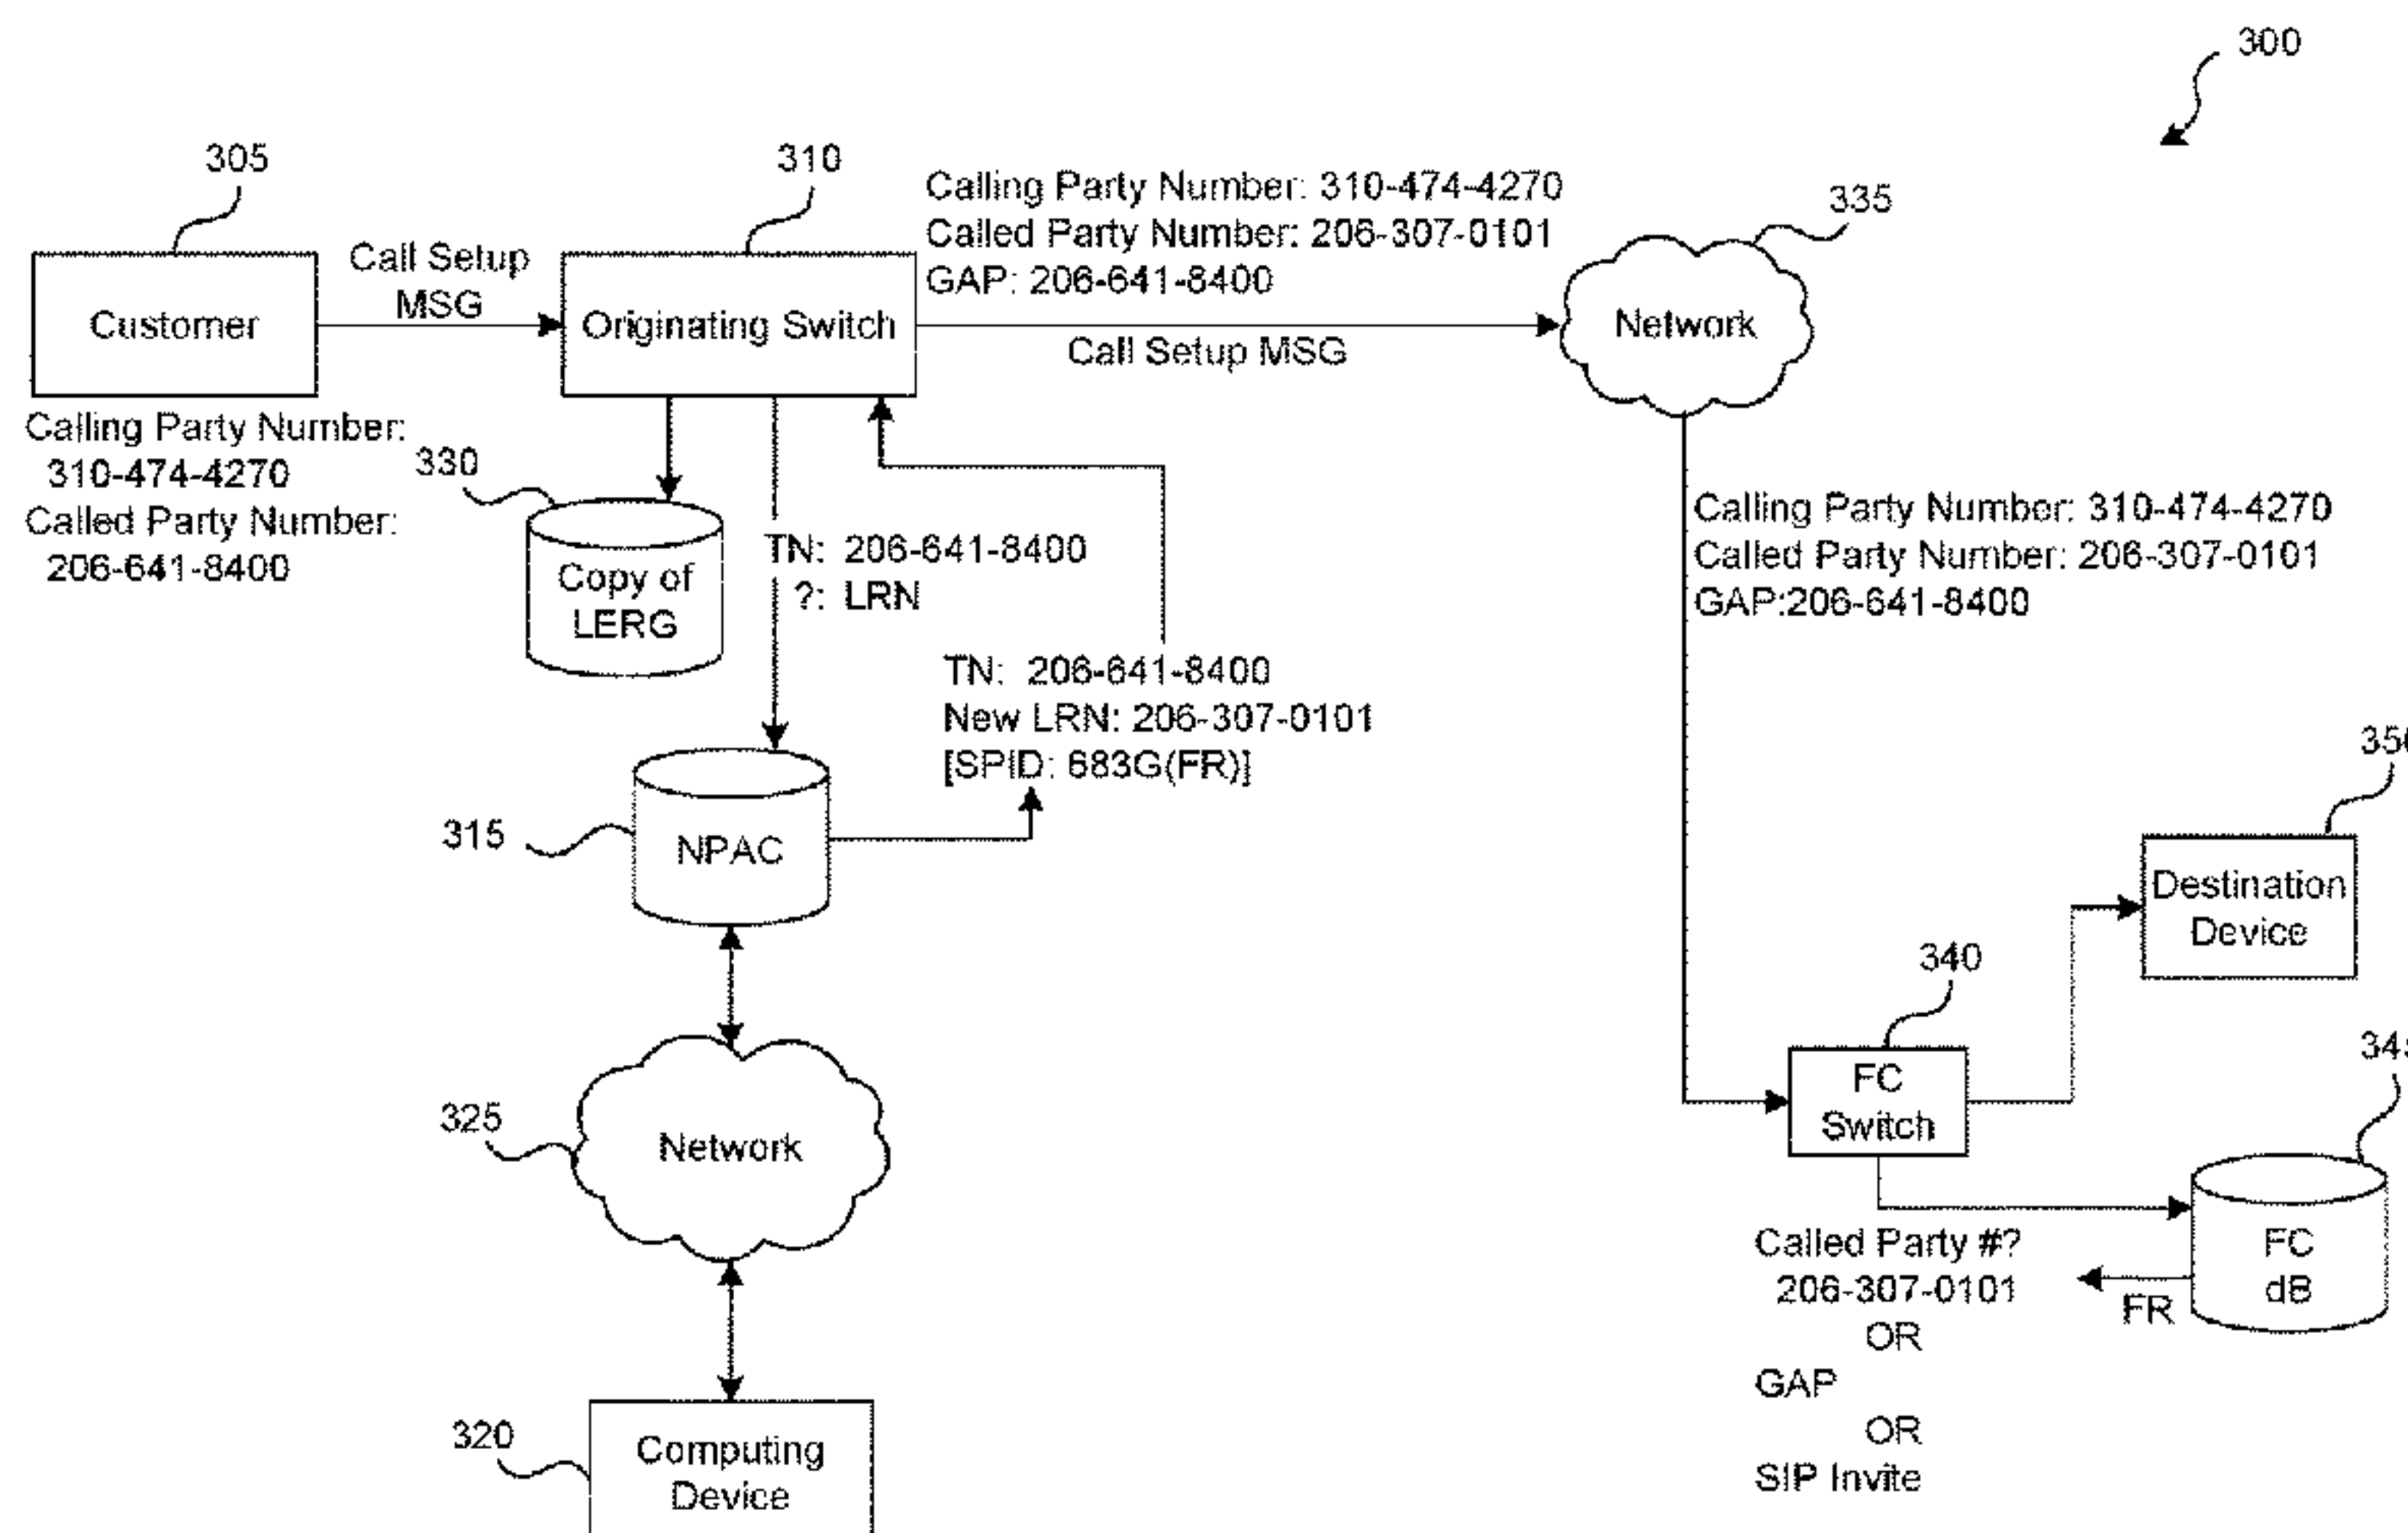 300
305
310
Calling Party Number: 310-474-4270
Called Party Number: 206-307-0101
GAP: 206-641-8400
335
Call Setup
MSG
Customer
Originating Switch
Network
Call Setup MSG
Calling Party Number:
310-474-4270
Called Party Number:
206-641-8400
330
Copy of
LERG
TN: 206-641-8400
?: LRN
Calling Party Number: 310-474-4270
Called Party Number: 206-307-0101
GAP:206-641-8400
TN: 206-641-8400
New LRN: 206-307-0101
[SPID: 683G(FR)]
315
NPAC
350
Destination
Device
340
FC
Switch
345
325
Network
Called Party #?
206-307-0101
OR
GAP
OR
SIP Invite
FC
dB
FR
320
Computing
Device